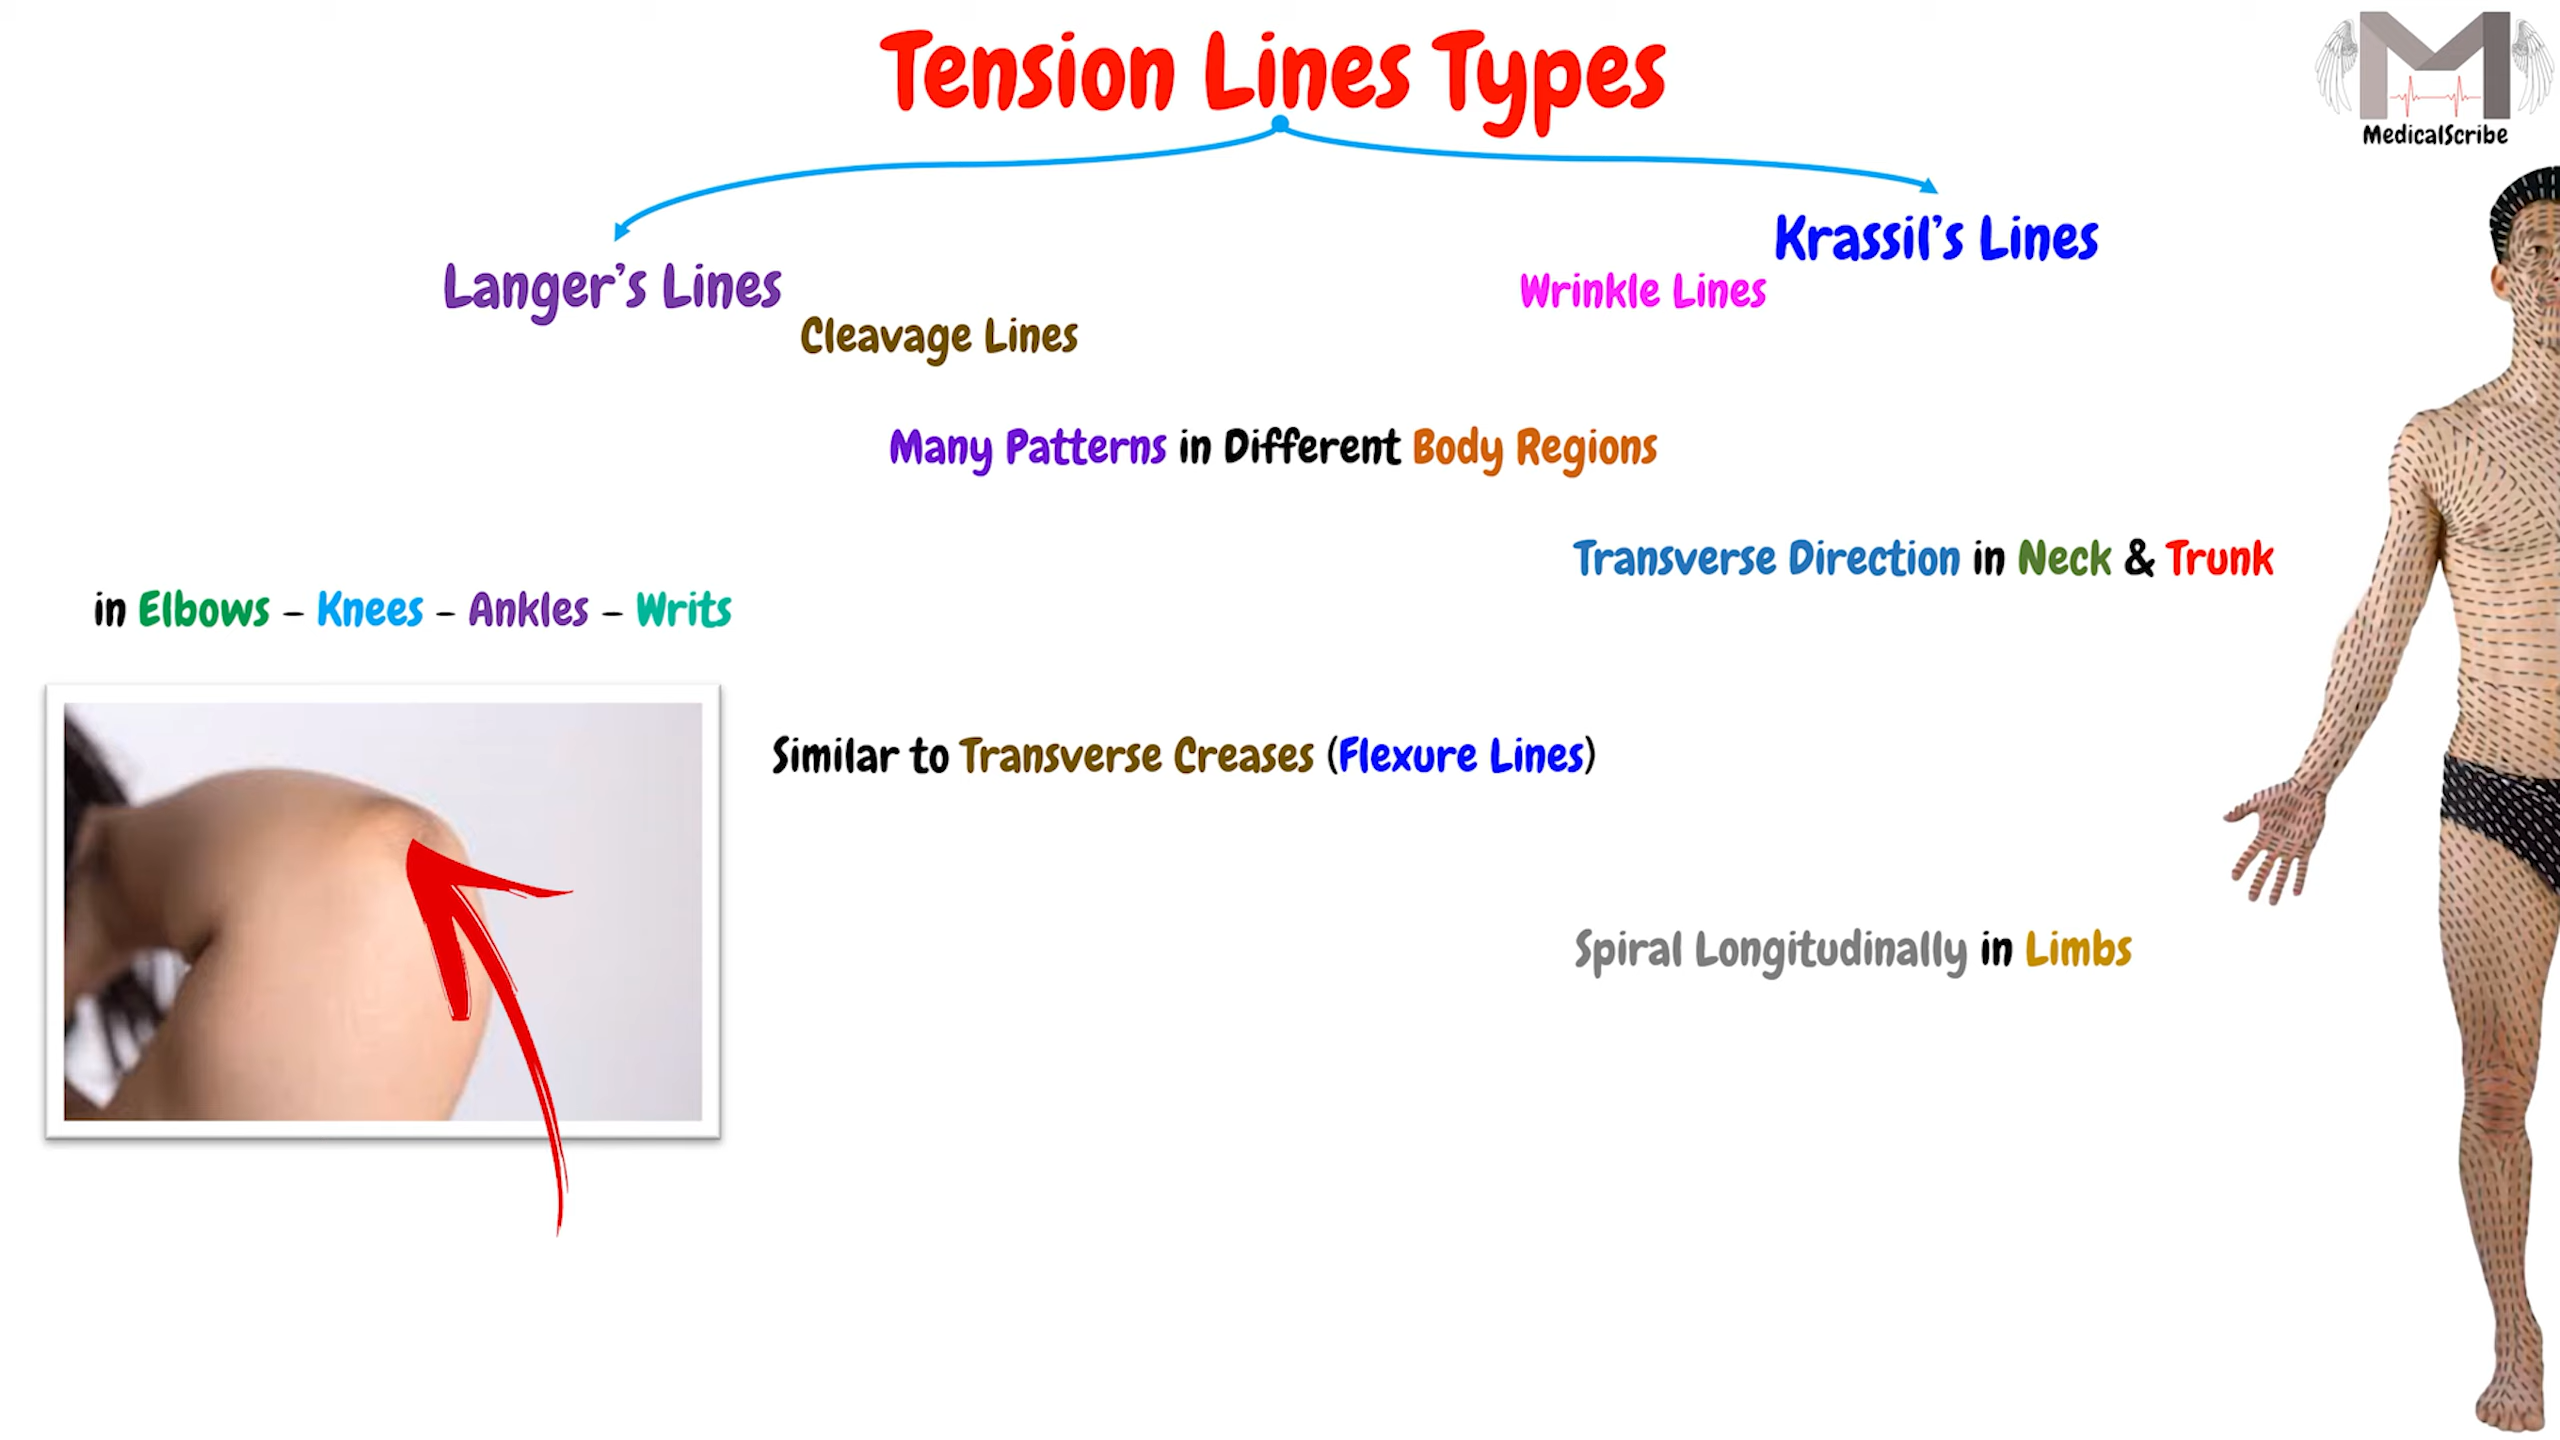 Tension Lines Types
MedicalScribe
Langer's Lines
Cleavage Lines
Krassil's Lines
Wrinkle Lines
Many Patterns in Different Body Regions
Transverse Direction in Neck & Trunk
in Elbows – Knees – Ankles – Writs
Similar to Transverse Creases (Flexure Lines)
Spiral Longitudinally in Limbs